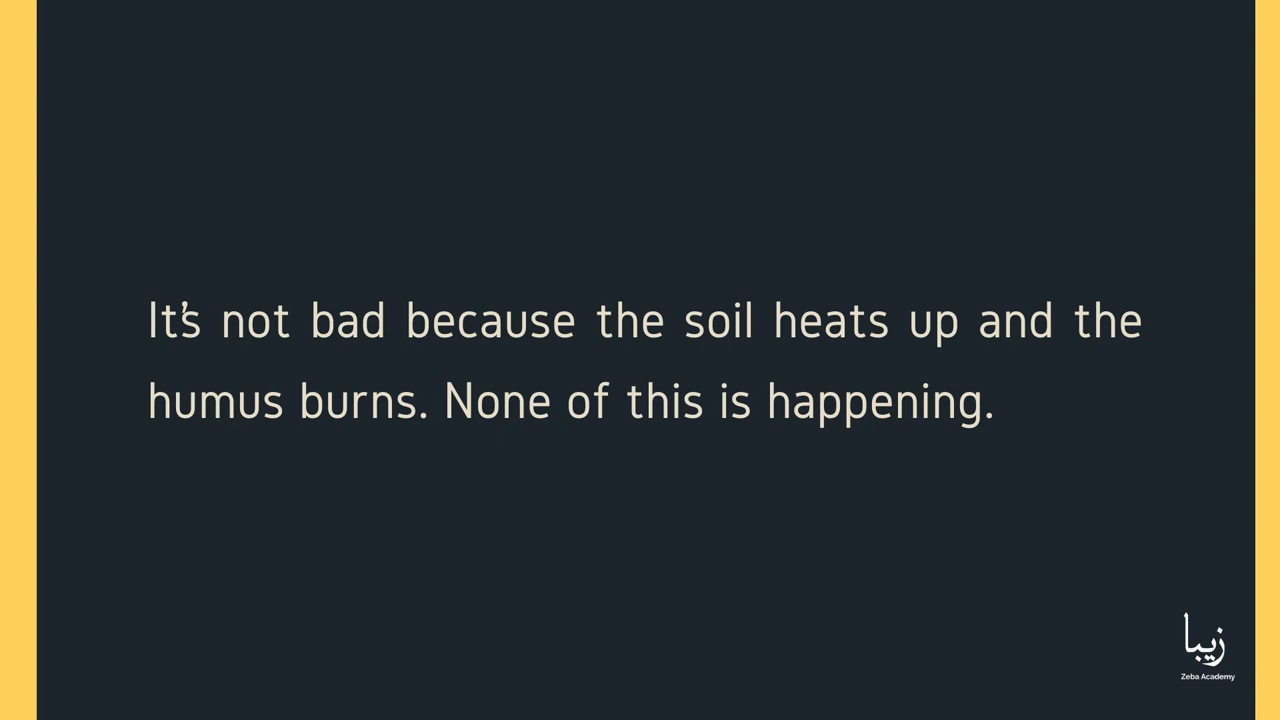 It's not bad because the soil heats up and the
humus burns. None of this is happening.
زيبا
Zeba Academy